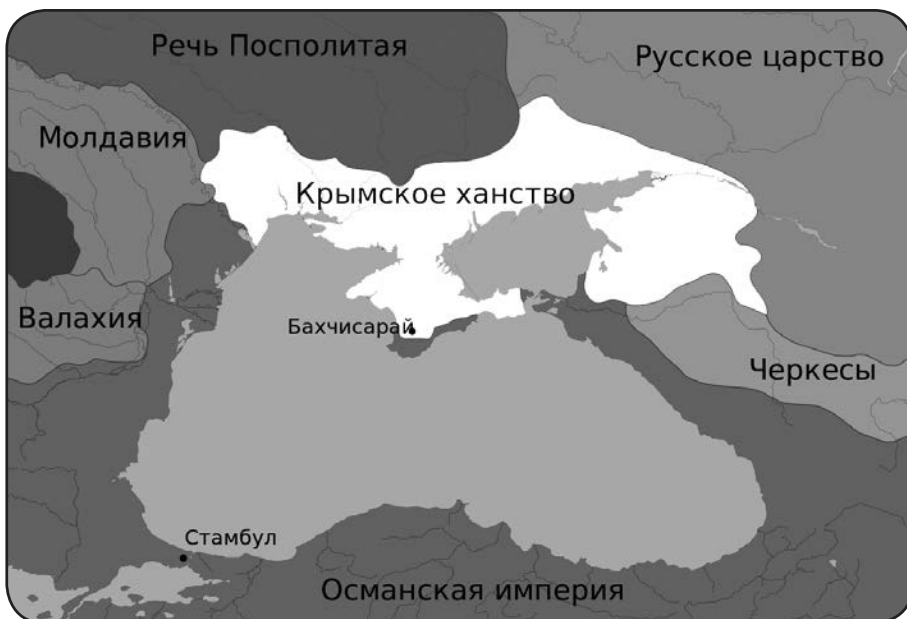 Речь Посполитая
Русское царство
Молдавия
Крымское ханство
Валахия
Бахчисарай
Черкесы
Стамбул
Османская империя